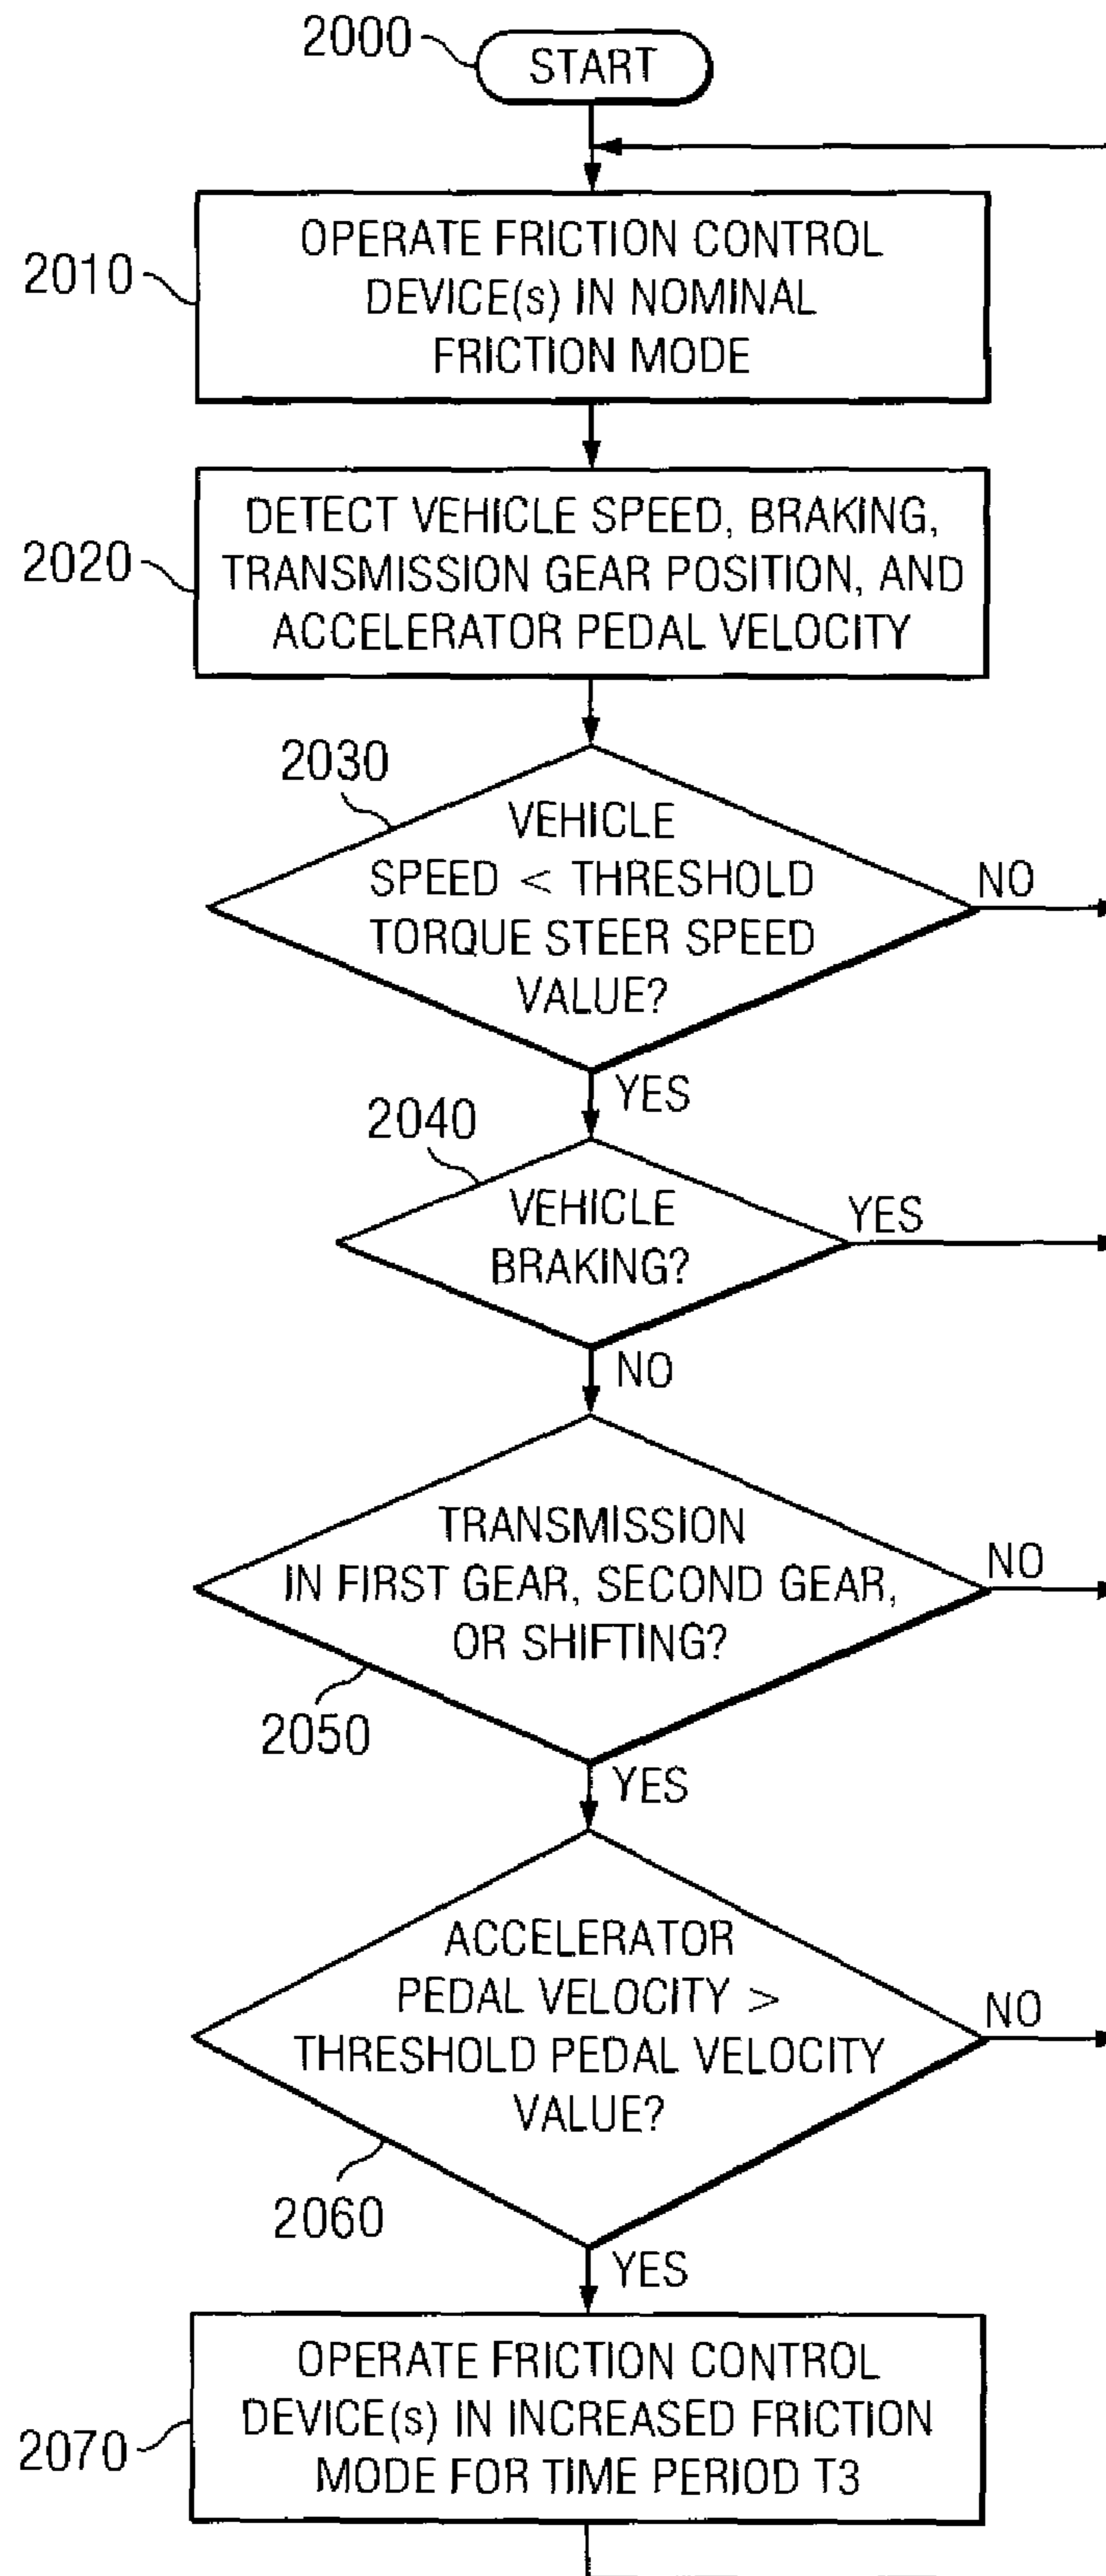 2000
START
2010
OPERATE FRICTION CONTROL
DEVICE(s) IN NOMINAL
FRICTION MODE
2020
DETECT VEHICLE SPEED, BRAKING,
TRANSMISSION GEAR POSITION, AND
ACCELERATOR PEDAL VELOCITY
2030
VEHICLE
SPEED < THRESHOLD
TORQUE STEER SPEED
VALUE?
NO
YES
2040
VEHICLE
BRAKING?
YES
NO
TRANSMISSION
IN FIRST GEAR, SECOND GEAR,
OR SHIFTING?
NO
2050
YES
ACCELERATOR
PEDAL VELOCITY >
THRESHOLD PEDAL VELOCITY
VALUE?
NO
2060
YES
2070
OPERATE FRICTION CONTROL
DEVICE(s) IN INCREASED FRICTION
MODE FOR TIME PERIOD T3